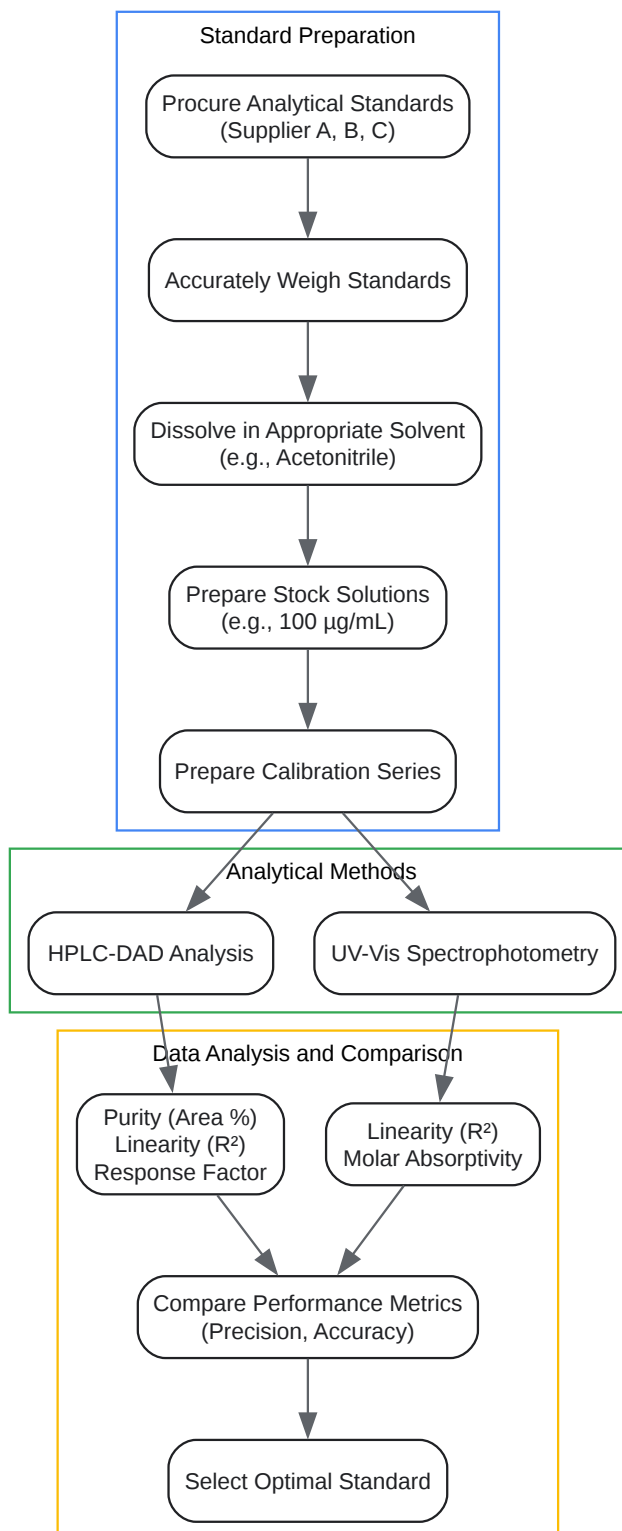 Standard Preparation
Procure Analytical Standards
(Supplier A, B, C)
Accurately Weigh Standards
Dissolve in Appropriate Solvent
(e.g., Acetonitrile)
Prepare Stock Solutions
(e.g., 100 µg/mL)
Prepare Calibration Series
Analytical Methods
HPLC-DAD Analysis
UV-Vis Spectrophotometry
Data Analysis and Comparison
Purity (Area %)
Linearity (R²)
Response Factor
Linearity (R²)
Molar Absorptivity
Compare Performance Metrics
(Precision, Accuracy)
Select Optimal Standard